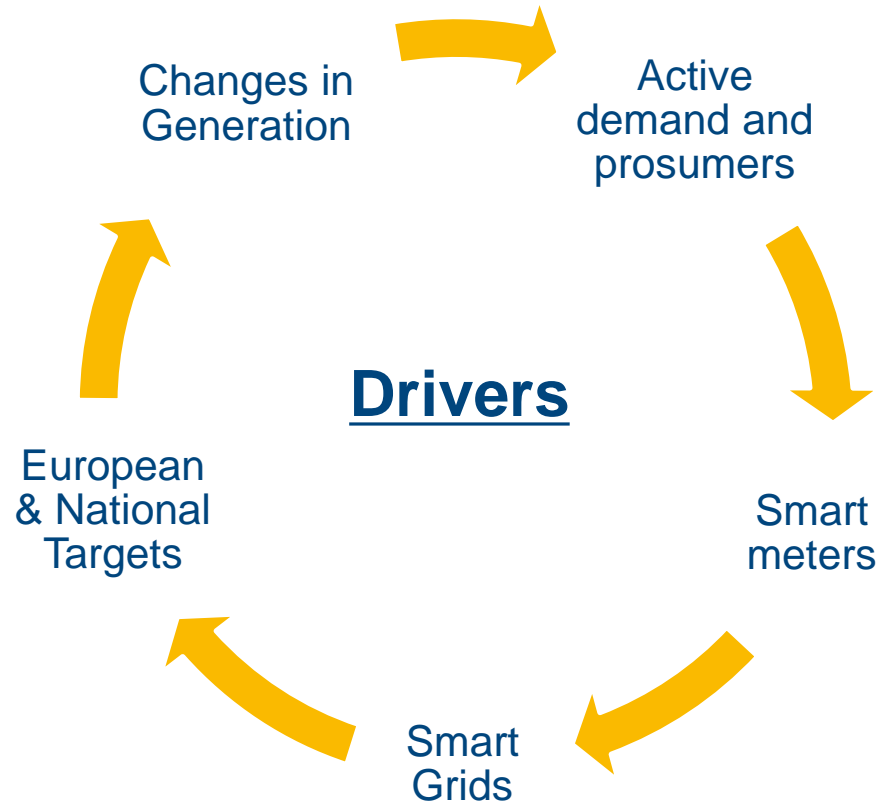 Changes in
Generation
Active
demand and
prosumers
Drivers
European
& National
Targets
Smart
meters
Smart
Grids